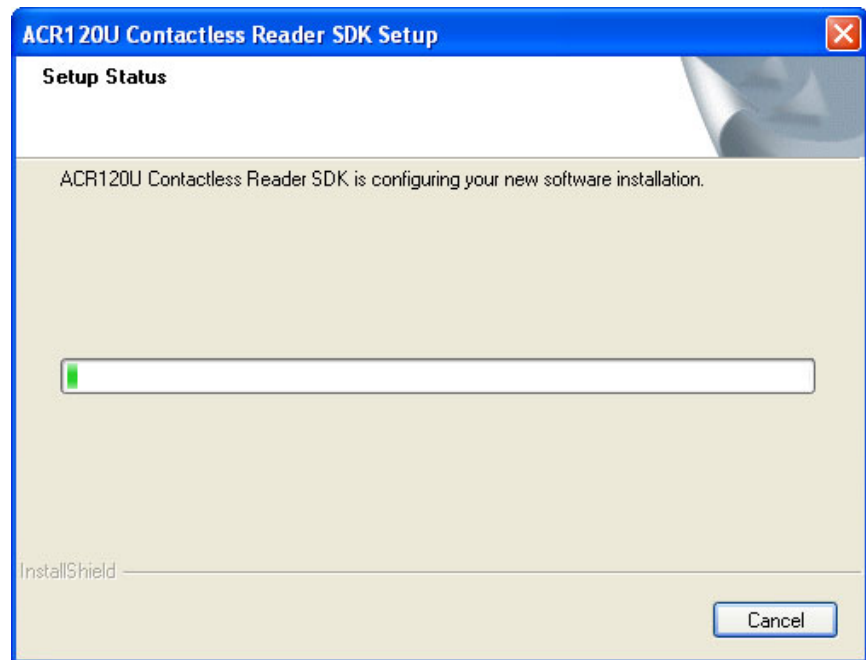 ACR120U Contactless Reader SDK Setup
Setup Status
ACR120U Contactless Reader SDK is configuring your new software installation.
InstallShield
Cancel